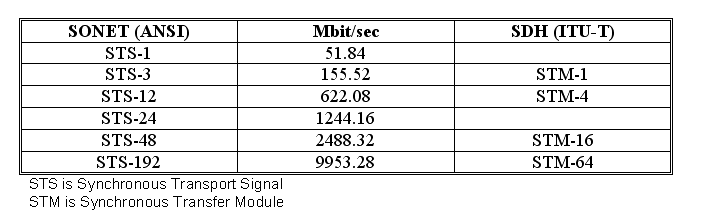 SONET (ANSI) Mbit/sec SDH (ITU-T)
STS-1 51.84
STS-3 155.52 STM-1
STS-12 622.08 STM-4
STS-24 1244.16
STS-48 2488.32 STM-16
STS-192 9953.28 STM-64
STS is Synchronous Transport Signal
STM is Synchronous Transfer Module